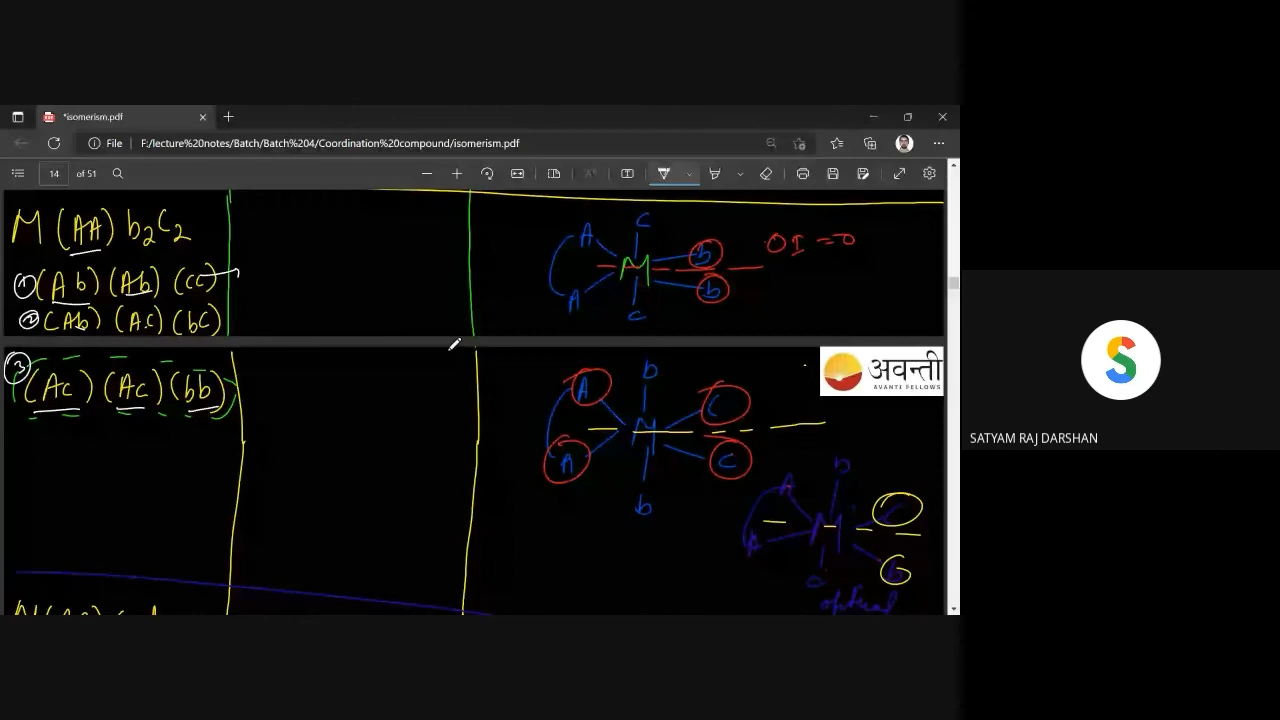 *isomerism.pdf
File F:/lecture%20notes/Batch/Batch%204/Coordination%20compound/isomerism.pdf
14 of 51
M (AA) b2C2
① (Ab) (Ab) (cc)
② (Ab) (Ac) (bc)
③ (Ac) (Ac) (bb)
C
A
M
b
OI = 0
A
b
C
अवन्ती
AVANTI FELLOWS
b
A
C
M
A
C
b
b
A
M
A
b
optical
S
SATYAM RAJ DARSHAN